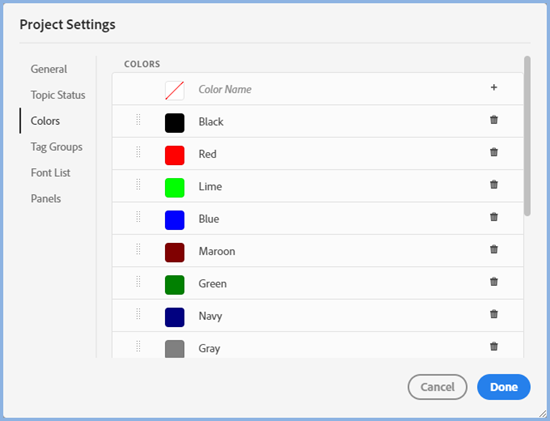 Project Settings
General
Topic Status
Colors
Tag Groups
Font List
Panels
COLORS
Color Name
Black
Red
Lime
Blue
Maroon
Green
Navy
Gray
Cancel
Done